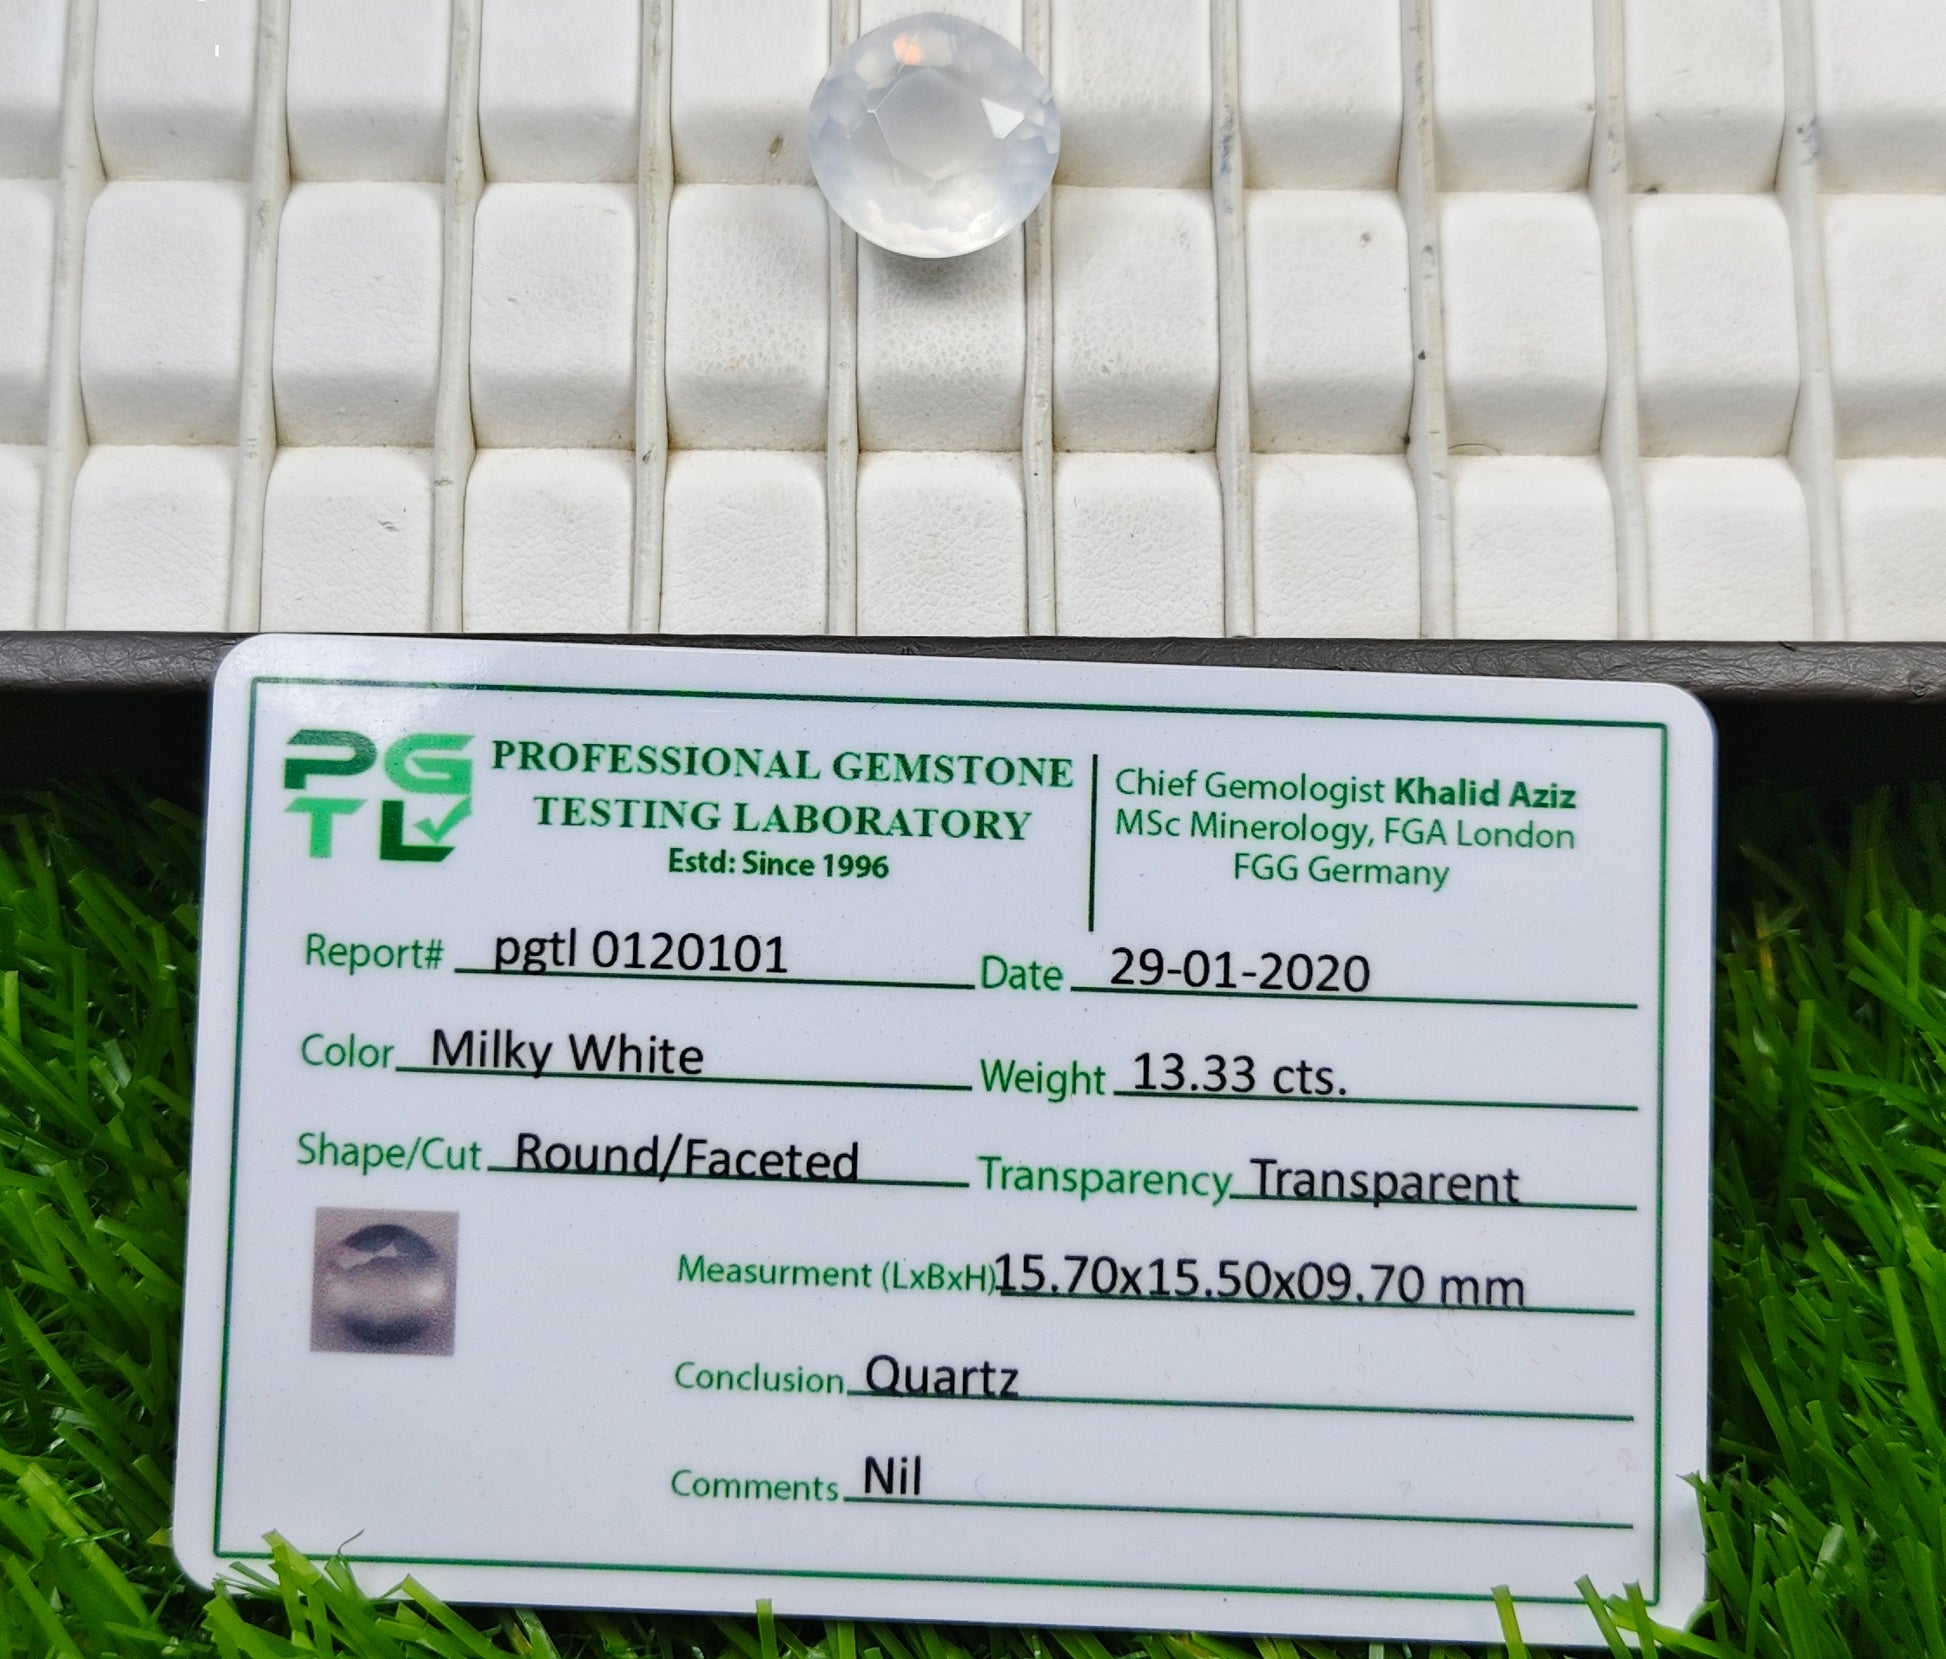 PGTL
PROFESSIONAL GEMSTONE
TESTING LABORATORY
Estd: Since 1996
Chief Gemologist Khalid Aziz
MSc Minerology, FGA London
FGG Germany
Report# pgtl 0120101
Date 29-01-2020
Color Milky White
Weight 13.33 cts.
Shape/Cut Round/Faceted
Transparency Transparent
Measurment (LxBxH) 15.70x15.50x09.70 mm
Conclusion Quartz
Comments Nil